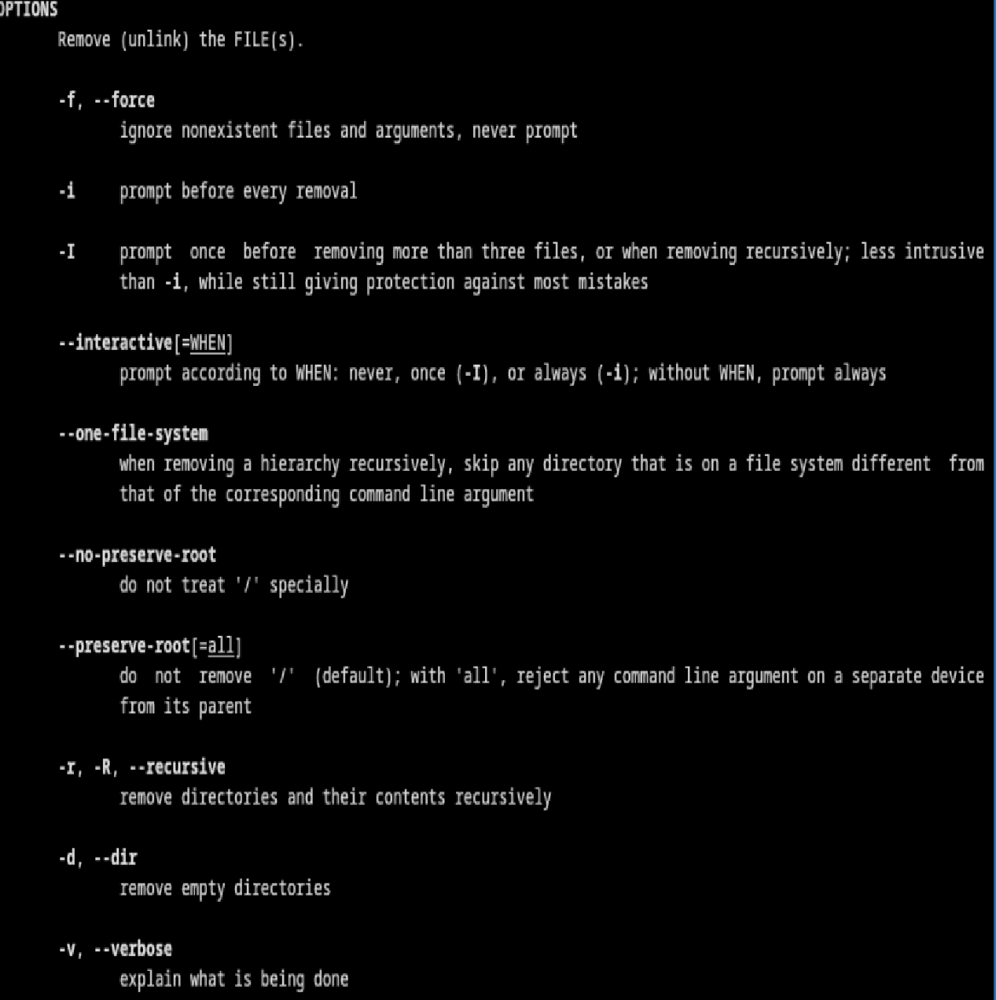 OPTIONS
Remove (unlink) the FILE(s).
-f, --force
ignore nonexistent files and arguments, never prompt
-i     prompt before every removal
-I     prompt  once  before  removing more than three files, or when removing recursively; less intrusive
than -i, while still giving protection against most mistakes
--interactive[=WHEN]
prompt according to WHEN: never, once (-I), or always (-i); without WHEN, prompt always
--one-file-system
when removing a hierarchy recursively, skip any directory that is on a file system different  from
that of the corresponding command line argument
--no-preserve-root
do not treat '/' specially
--preserve-root[=all]
do  not  remove  '/'  (default); with 'all', reject any command line argument on a separate device
from its parent
-r, -R, --recursive
remove directories and their contents recursively
-d, --dir
remove empty directories
-v, --verbose
explain what is being done